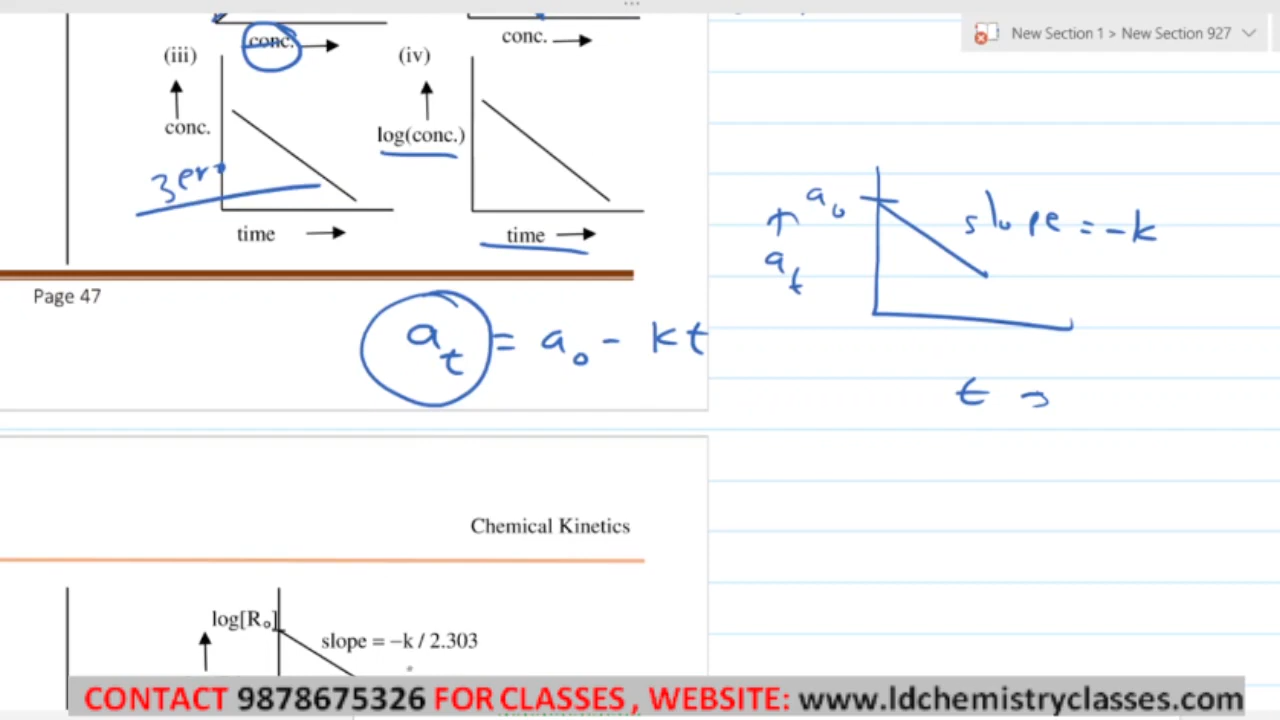 conc.
conc.
New Section 1 > New Section 927
(iii)
(iv)
conc.
log(conc.)
zero
time
time
a₀
aₜ
slope = -k
t →
Page 47
aₜ = a₀ - kt
Chemical Kinetics
log[R₀]
slope = −k / 2.303
CONTACT 9878675326 FOR CLASSES , WEBSITE: www.ldchemistryclasses.com